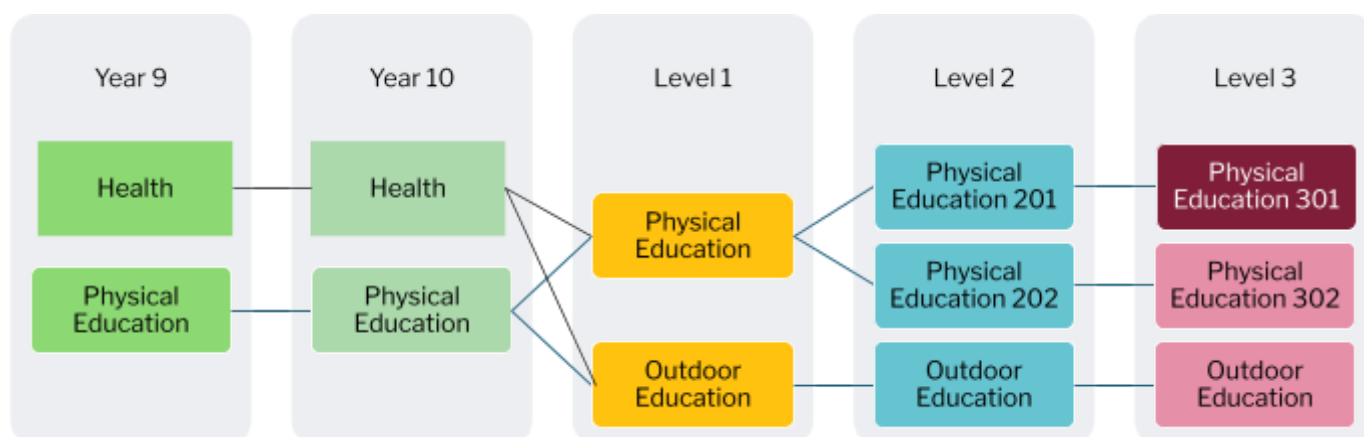 Year 9
Year 10
Level 1
Level 2
Level 3
Health
Health
Physical
Education
Physical
Education 201
Physical
Education 301
Physical
Education
Physical
Education
Physical
Education 202
Physical
Education 302
Outdoor
Education
Outdoor
Education
Outdoor
Education